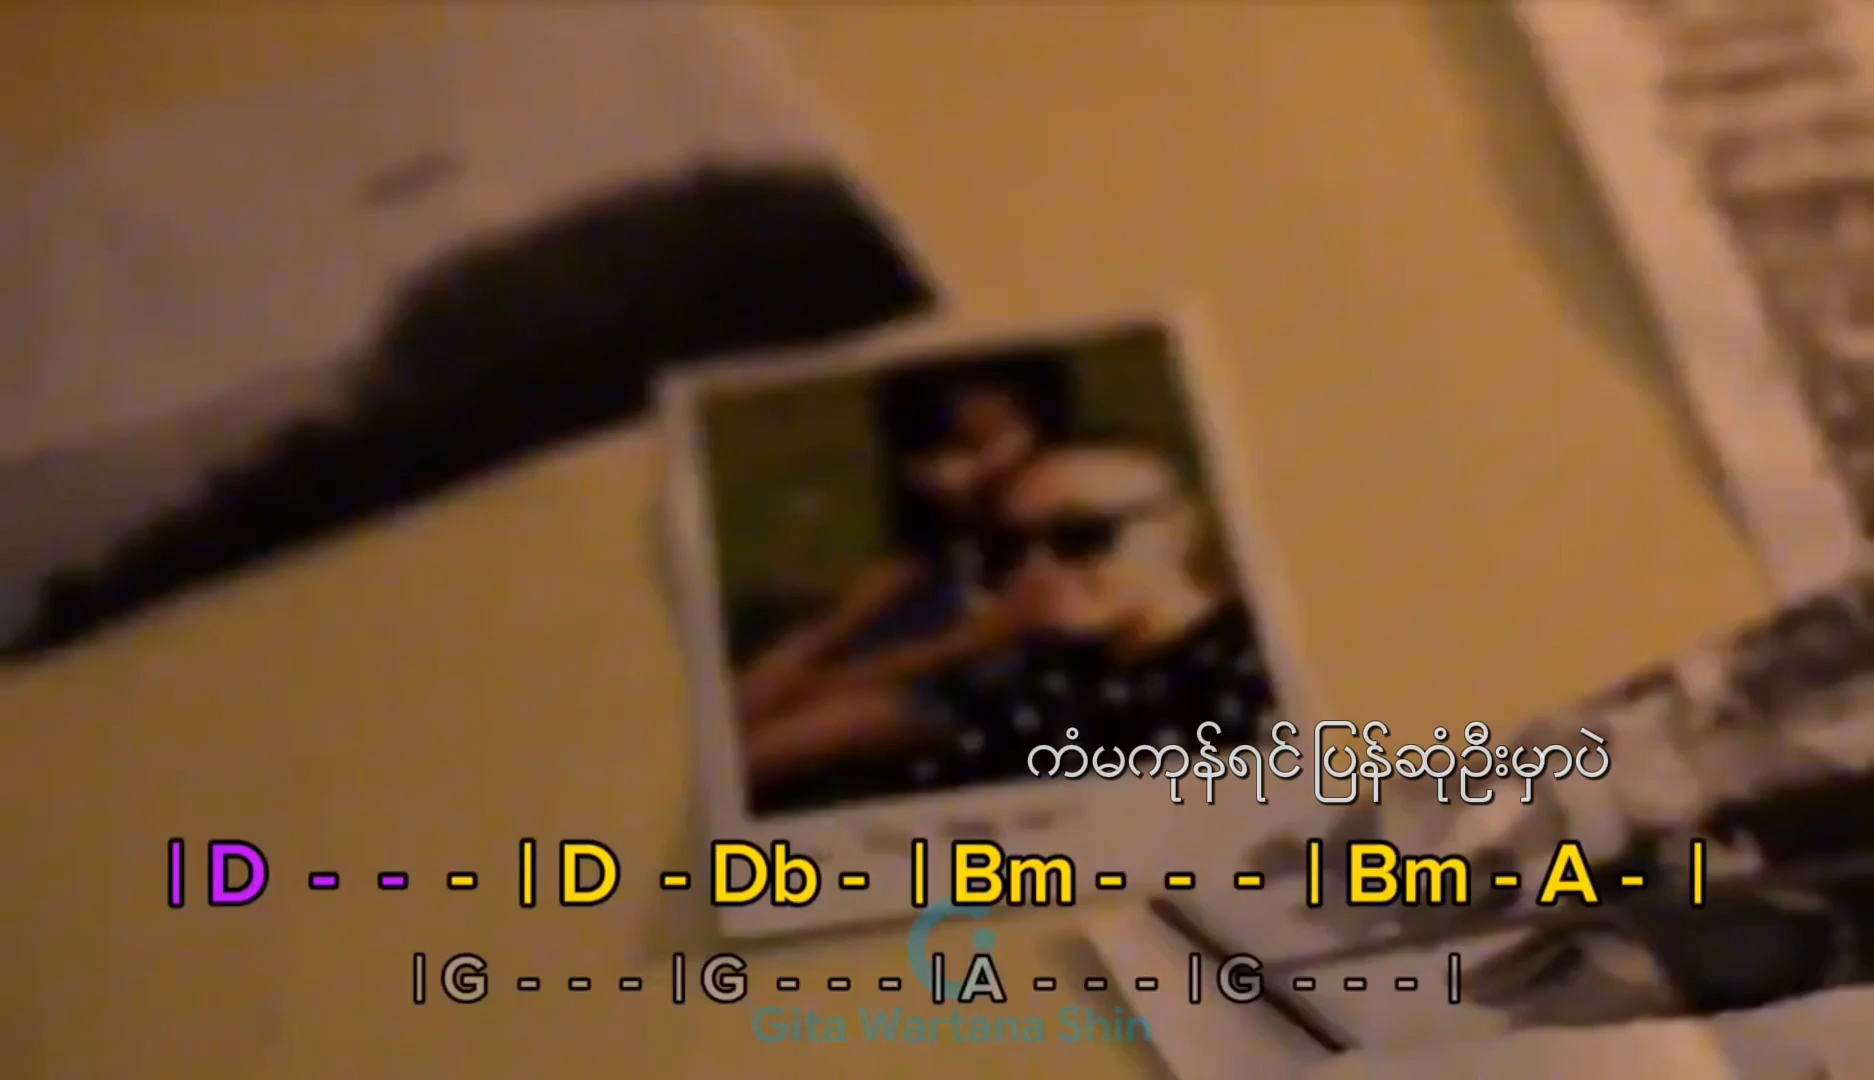 ကံမကုန်ရင် ပြန်ဆုံဦးမှာပဲ
| D - - - | D - Db - | Bm - - - | Bm - A - |
| G - - - | G - - - | A - - - | G - - - |
Gita Wartana Shin